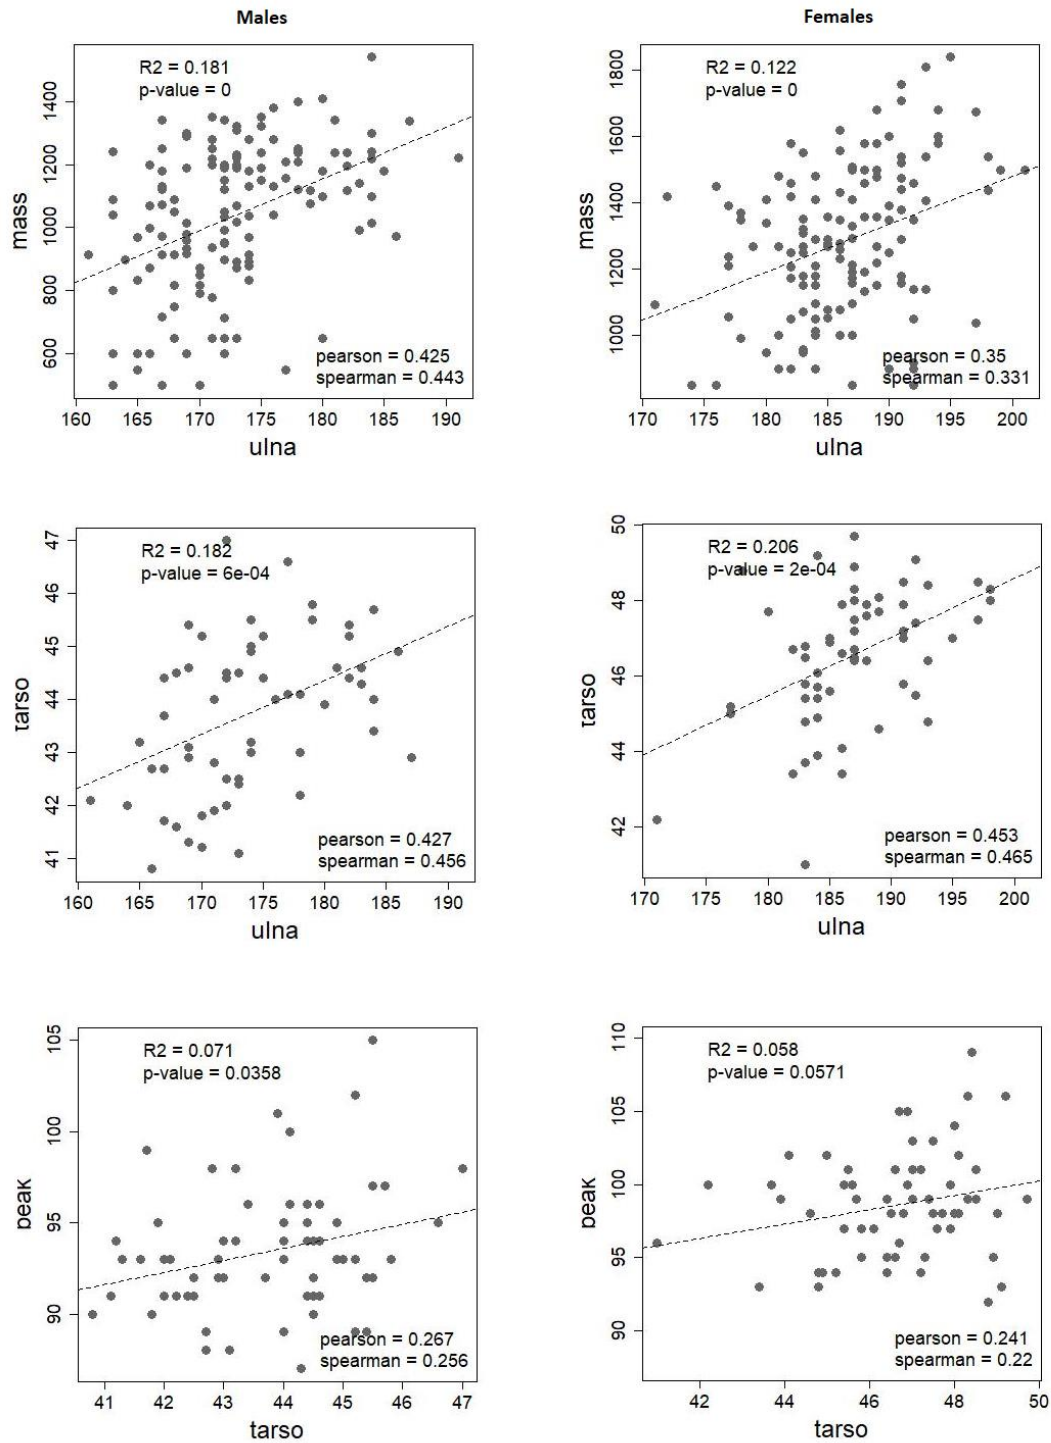 Males
R2 = 0.181
p-value = 0
mass
600
800
1000
1200
1400
pearson = 0.425
spearman = 0.443
160 165 170 175 180 185 190
ulna
Females
R2 = 0.122
p-value = 0
mass
1000
1200
1400
1600
1800
pearson = 0.35
spearman = 0.331
170 175 180 185 190 195 200
ulna
R2 = 0.182
p-value = 6e-04
tarso
41
42
43
44
45
46
47
pearson = 0.427
spearman = 0.456
160 165 170 175 180 185 190
ulna
R2 = 0.206
p-value = 2e-04
tarso
42
44
46
48
50
pearson = 0.453
spearman = 0.465
170 175 180 185 190 195 200
ulna
R2 = 0.071
p-value = 0.0358
peak
90
95
100
105
pearson = 0.267
spearman = 0.256
41 42 43 44 45 46 47
tarso
R2 = 0.058
p-value = 0.0571
peak
90
95
100
105
110
pearson = 0.241
spearman = 0.22
42 44 46 48 50
tarso